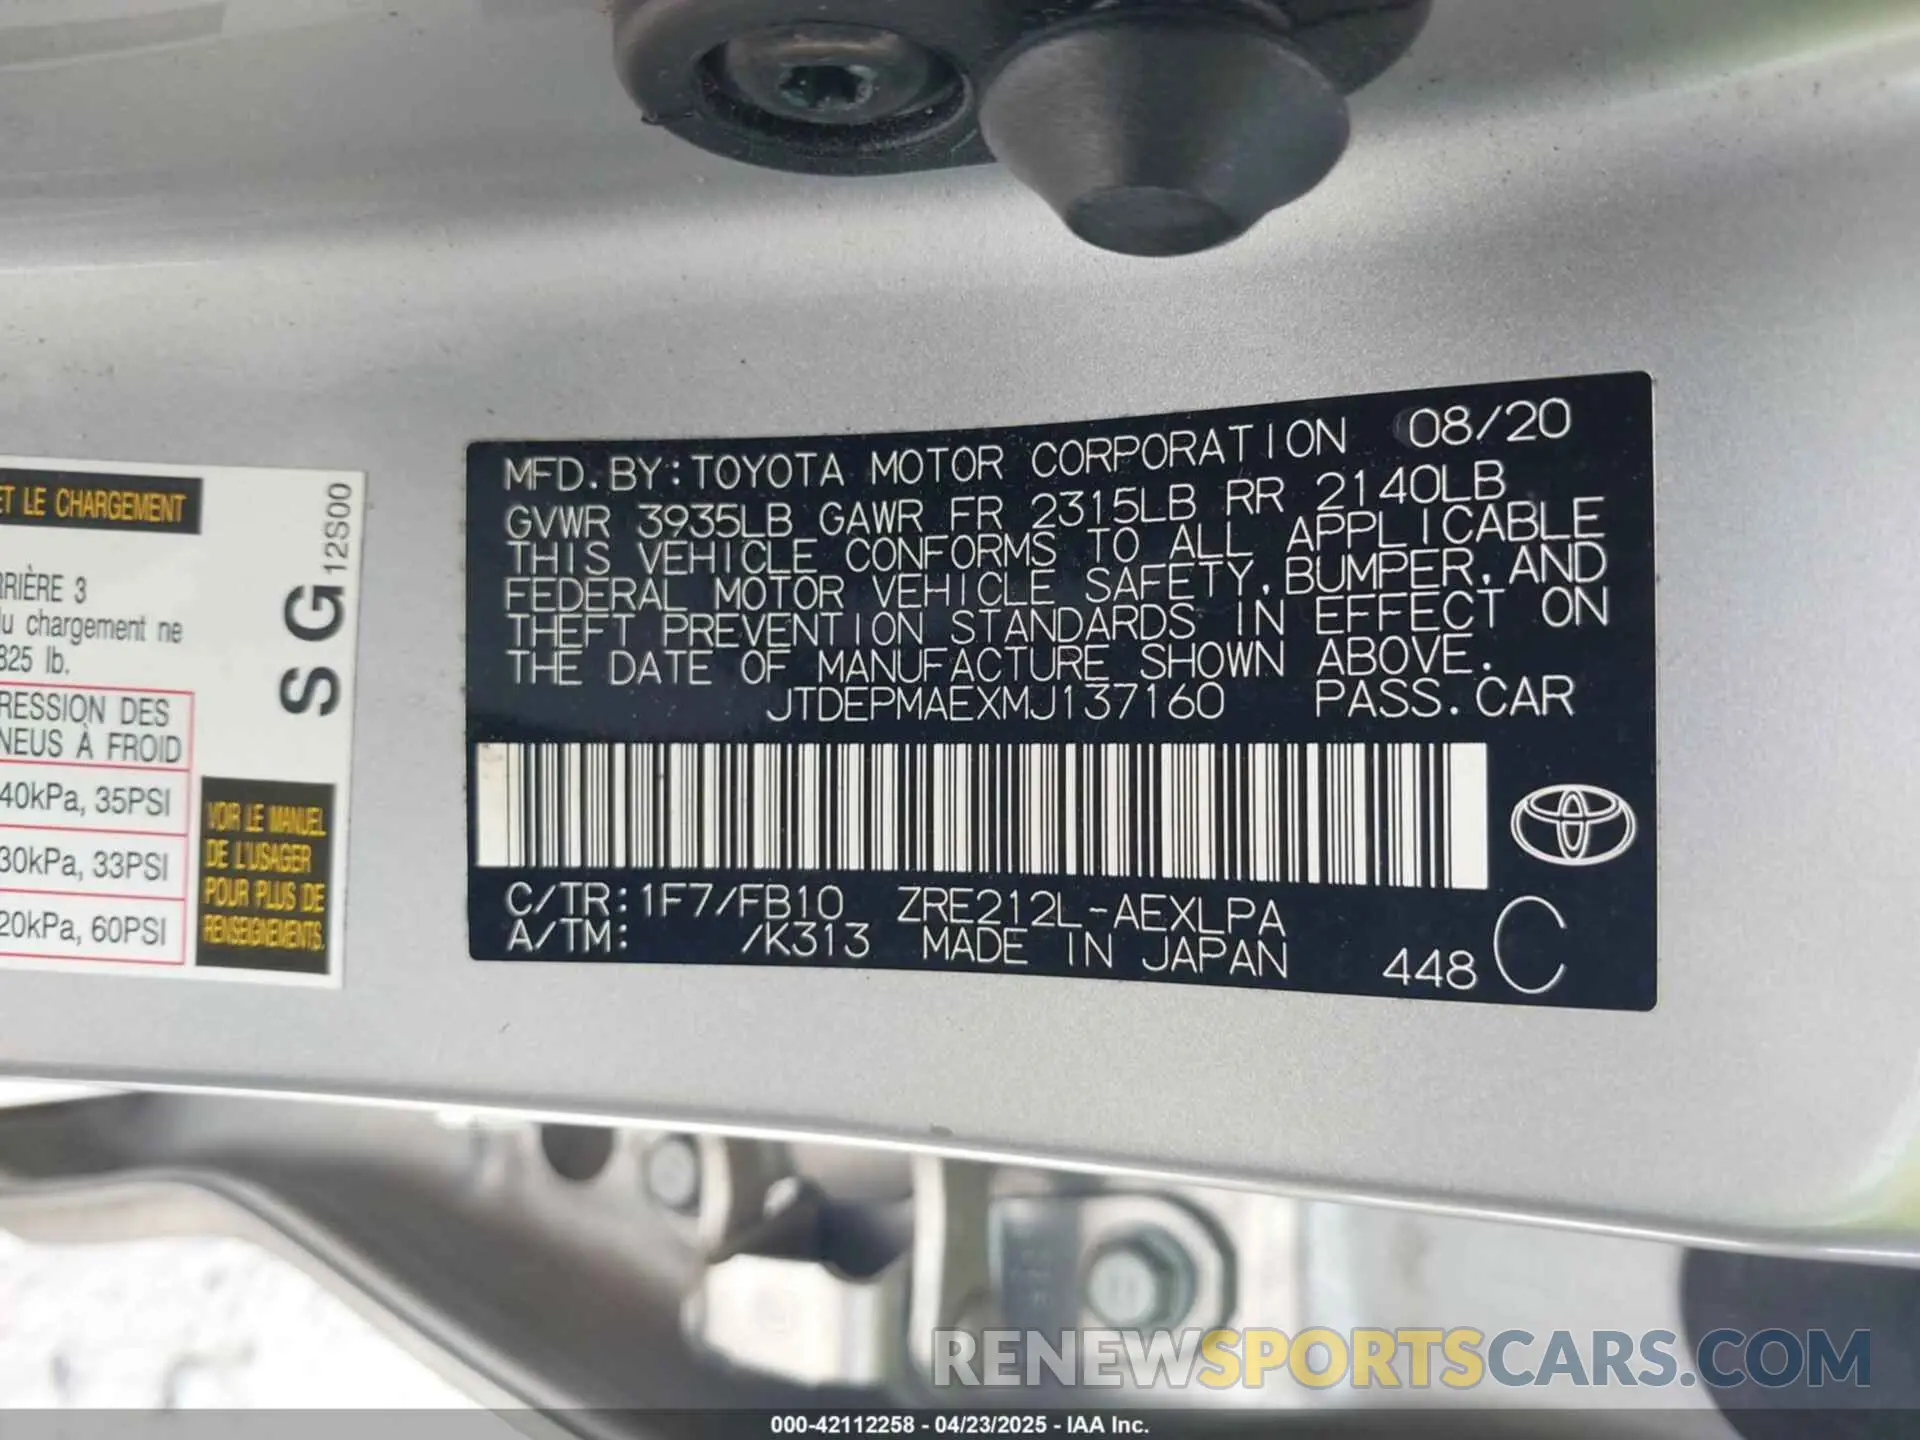 ET LE CHARGEMENT
RRIÈRE 3
du chargement ne
825 lb.
RESSION DES
NEUS À FROID
40kPa, 35PSI
30kPa, 33PSI
20kPa, 60PSI
SG 12S00
VOIR LE MANUEL
DE L'USAGER
POUR PLUS DE
RENSEIGNEMENTS.
MFD. BY: TOYOTA MOTOR CORPORATION 08/20
GVWR 3935LB GAWR FR 2315LB RR 2140LB
THIS VEHICLE CONFORMS TO ALL APPLICABLE
FEDERAL MOTOR VEHICLE SAFETY, BUMPER, AND
THEFT PREVENTION STANDARDS IN EFFECT ON
THE DATE OF MANUFACTURE SHOWN ABOVE.
JTDEPMAEXMJ137160 PASS. CAR
C/TR: 1F7/FB10 ZRE212L-AEXLPA
A/TM: /K313 MADE IN JAPAN 448 C
RENEWSPORTSCARS.COM
000-42112258 - 04/23/2025 - IAA Inc.